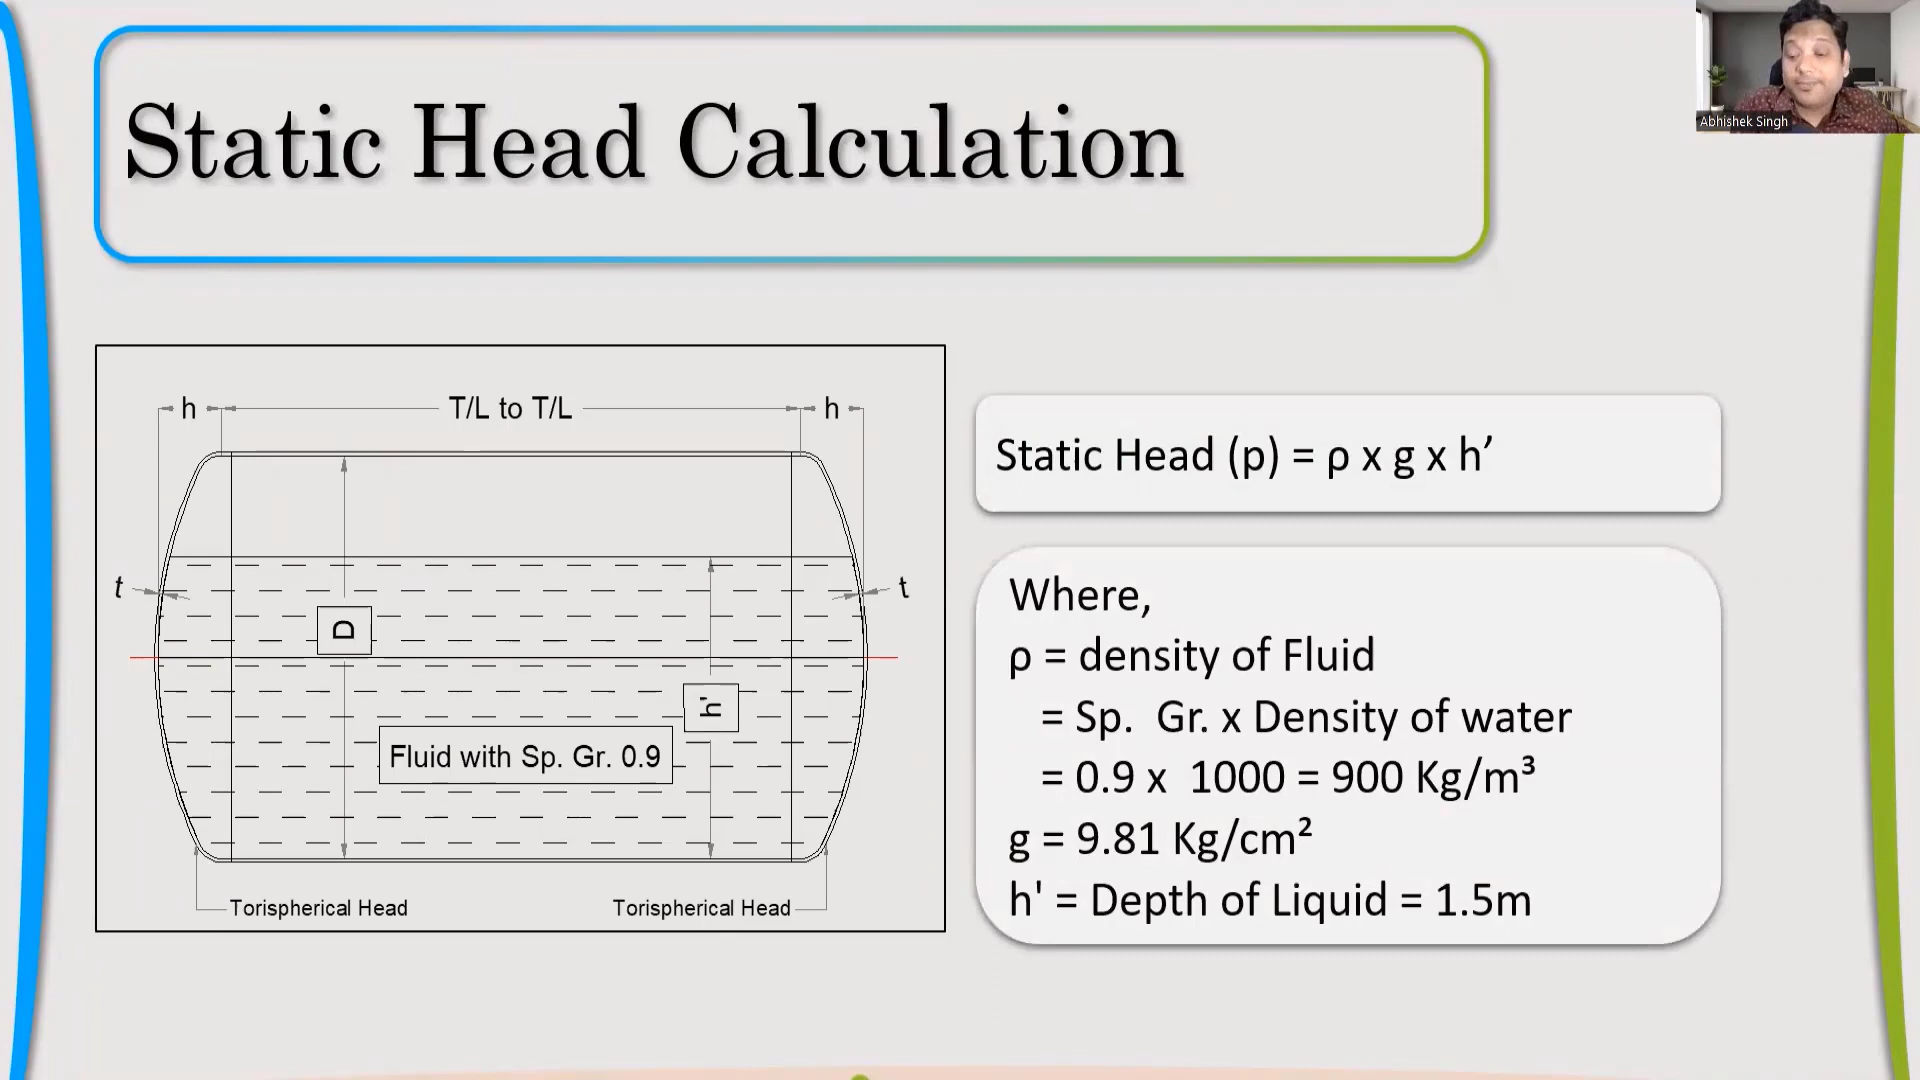 Static Head Calculation
Abhishek Singh
h
T/L to T/L
h
t
t
D
h'
Fluid with Sp. Gr. 0.9
Torispherical Head
Torispherical Head
Static Head (p) = ρ x g x h’
Where,
ρ = density of Fluid
= Sp. Gr. x Density of water
= 0.9 x 1000 = 900 Kg/m³
g = 9.81 Kg/cm²
h' = Depth of Liquid = 1.5m